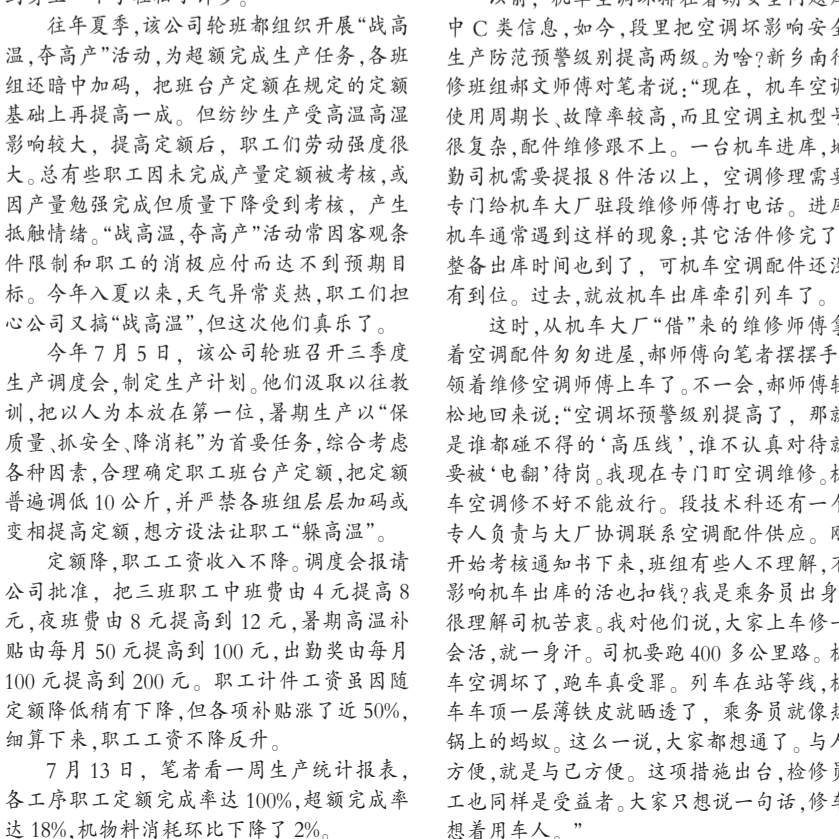 往年夏季,该公司轮班都组织开展“战高
温,夺高产”活动,为超额完成生产任务,各班
组还暗中加码，把班台产定额在规定的定额
基础上再提高一成。但纺纱生产受高温高湿
影响较大，提高定额后，职工们劳动强度很
大。总有些职工因未完成产量定额被考核,或
因产量勉强完成但质量下降受到考核，产生
抵触情绪。“战高温,夺高产”活动常因客观条
件限制和职工的消极应付而达不到预期目
标。今年入夏以来,天气异常炎热,职工们担
心公司又搞“战高温”,但这次他们真乐了。
今年7月5日，该公司轮班召开三季度
生产调度会,制定生产计划。他们汲取以往教
训,把以人为本放在第一位,暑期生产以“保
质量、抓安全、降消耗”为首要任务,综合考虑
各种因素,合理确定职工班台产定额,把定额
普遍调低10公斤,并严禁各班组层层加码或
变相提高定额,想方设法让职工“躲高温”。
定额降,职工工资收入不降。调度会报请
公司批准，把三班职工中班费由4元提高8
元,夜班费由8元提高到12元,暑期高温补
贴由每月50元提高到100元,出勤奖由每月
100元提高到200元。职工计件工资虽因随
定额降低稍有下降,但各项补贴涨了近50%,
细算下来,职工工资不降反升。
7月13日，笔者看一周生产统计报表,
各工序职工定额完成率达100%,超额完成率
达18%,机物料消耗环比下降了2%。
中C类信息,如今,段里把空调坏影响安全
生产防范预警级别提高两级。为啥?新乡南
修班组郝文师傅对笔者说:“现在，机车空调
使用周期长、故障率较高,而且空调主机型号
很复杂,配件维修跟不上。一台机车进库,地
勤司机需要提报8件活以上，空调修理需要
专门给机车大厂驻段维修师傅打电话。进库
机车通常遇到这样的现象:其它活件修完了
整备出库时间也到了，可机车空调配件还没
有到位。过去,就放机车出库牵引列车了。
这时,从机车大厂“借”来的维修师傅拿
着空调配件匆匆进屋,郝师傅向笔者摆摆手
领着维修空调师傅上车了。不一会,郝师傅轻
松地回来说:“空调坏预警级别提高了，那就
是谁都碰不得的‘高压线’,谁不认真对待就
要被‘电翻’待岗。我现在专门盯空调维修。机
车空调修不好不能放行。段技术科还有一个
专人负责与大厂协调联系空调配件供应。刚
开始考核通知书下来,班组有些人不理解,不
影响机车出库的活也扣钱?我是乘务员出身
很理解司机苦衷。我对他们说,大家上车修一
会活,就一身汗。司机要跑400多公里路。机
车空调坏了,跑车真受罪。列车在站等线,机
车车顶一层薄铁皮就晒透了，乘务员就像热
锅上的蚂蚁。这么一说,大家都想通了。与人
方便,就是与己方便。这项措施出台,检修员
工也同样是受益者。大家只想说一句话,修车
想着用车人。”